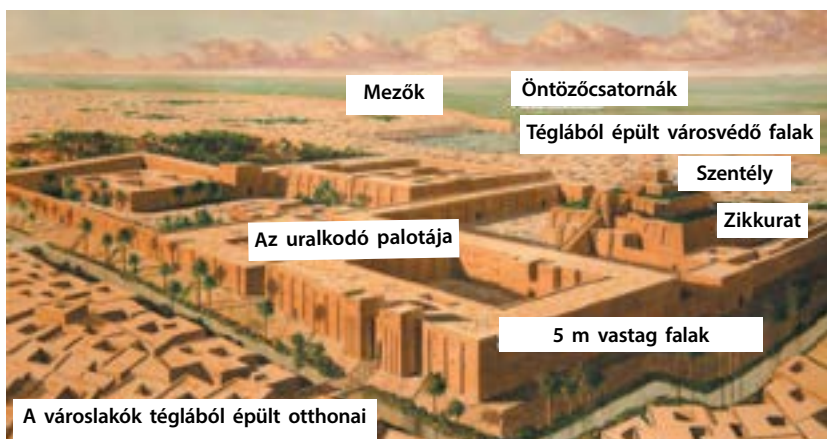 Mezők
Öntözőcsatornák
Téglából épült városvédő falak
Szentély
Zikkurat
Az uralkodó palotája
5 m vastag falak
A városlakók téglából épült otthonai